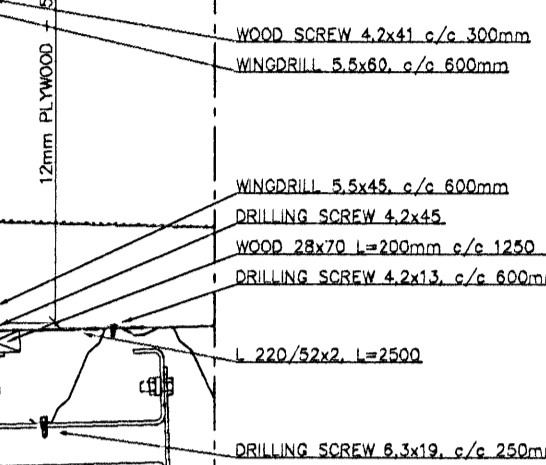 WOOD SCREW 4,2x41 c/c 300mm
WINGDRILL 5,5x60, c/c 600mm
12mm PLYWOOD + 5
WINGDRILL 5,5x45, c/c 600mm
DRILLING SCREW 4,2x45
WOOD 28x70 L=200mm c/c 1250
DRILLING SCREW 4,2x13, c/c 600m
L 220/52x2, L=2500
DRILLING SCREW 6,3x19, c/c 250m